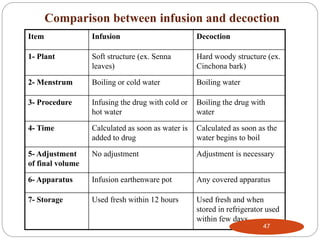 Comparison between infusion and decoction
Item Infusion Decoction
1- Plant Soft structure (ex. Senna Hard woody structure (ex.
leaves) Cinchona bark)
2- Menstrum Boiling or cold water Boiling water
3- Procedure Infusing the drug with cold or Boiling the drug with
hot water water
4- Time Calculated as soon as water is Calculated as soon as the
added to drug water begins to boil
5- Adjustment No adjustment Adjustment is necessary
of final volume
6- Apparatus Infusion earthenware pot Any covered apparatus
7- Storage Used fresh within 12 hours Used fresh and when
stored in refrigerator used
within few days
47